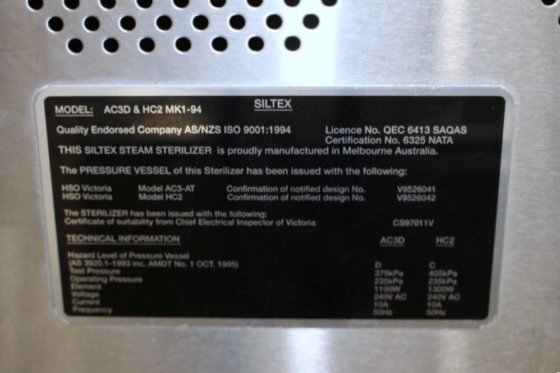 SILTEX
MODEL: AC3D & HC2 MK1-94
Quality Endorsed Company AS/NZS ISO 9001:1994 Licence No. QEC 6413 SAQAS
Certification No. 6325 NATA
THIS SILTEX STEAM STERILIZER is proudly manufactured in Melbourne Australia.
The PRESSURE VESSEL of this Sterilizer has been issued with the following:
HSO Victoria Model AC3-AT Confirmation of notified design No. V9526041
HSO Victoria Model HC2 Confirmation of notified design No. V9526042
The STERILIZER has been issued with the following:
Certificate of suitability from Chief Electrical Inspector of Victoria CS97011V
TECHNICAL INFORMATION AC3D HC2
Hazard Level of Pressure Vessel
(AS 3920.1-1993 inc. AMDT No. 1 OCT. 1995) D C
Test Pressure 375kPa 405kPa
Operating Pressure 235kPa 235kPa
Element 1100W 1300W
Voltage 240V AC 240V AC
Current 10A 10A
Frequency 50Hz 50Hz